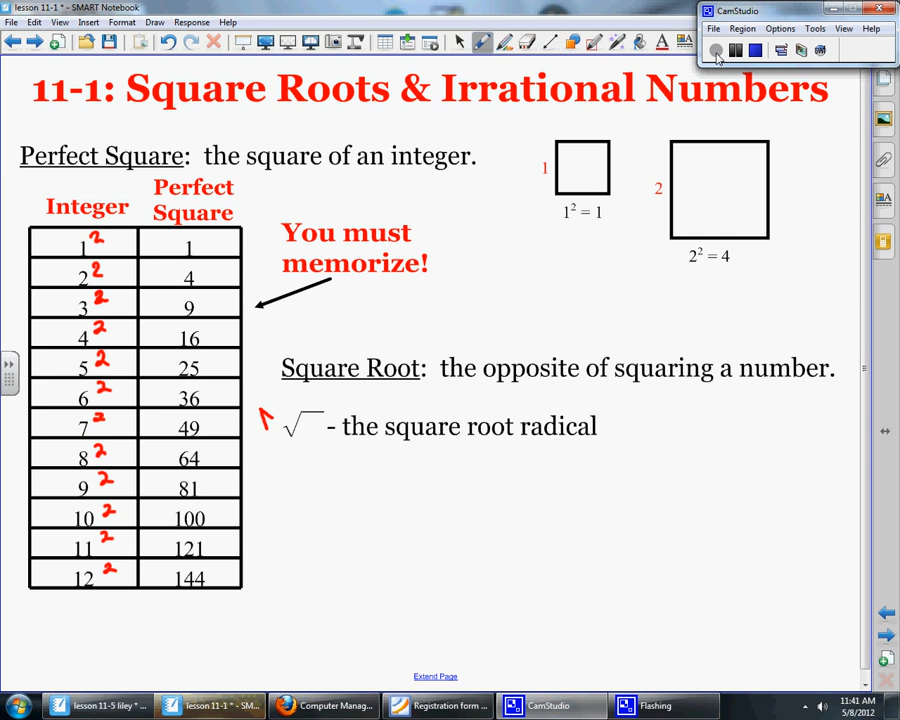 lesson 11-1 * - SMART Notebook
CamStudio
File Edit View Insert Format Draw Response Help
File Region Options Tools View Help
11-1: Square Roots & Irrational Numbers
Perfect Square: the square of an integer.
1
1² = 1
2
2² = 4
Integer Perfect Square
1² 1
2² 4
3² 9
4² 16
5² 25
6² 36
7² 49
8² 64
9² 81
10² 100
11² 121
12² 144
You must
memorize!
Square Root: the opposite of squaring a number.
√ - the square root radical
Extend Page
lesson 11-5 filey * ...
lesson 11-1 * - SM...
Computer Manag...
Registration form ...
CamStudio
Flashing
11:41 AM
5/8/2012